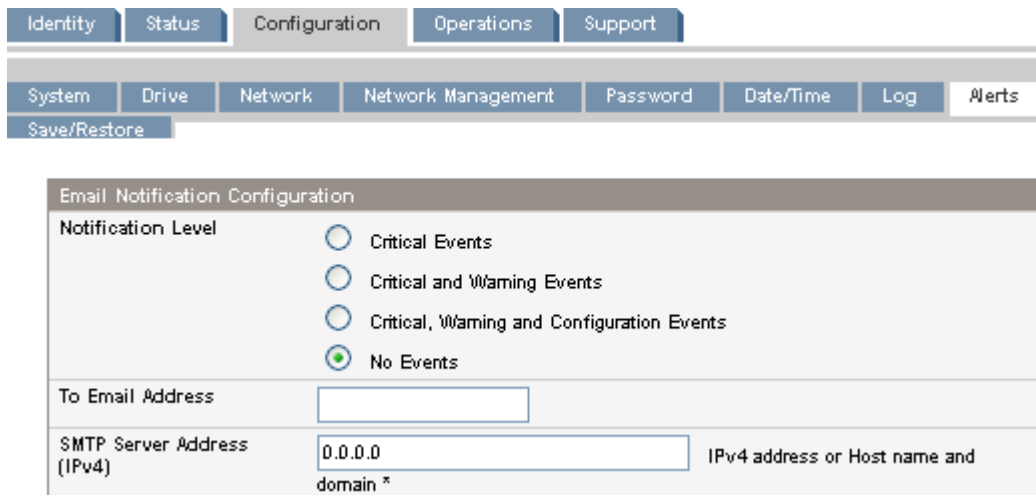 Identity Status Configuration Operations Support
System Drive Network Network Management Password Date/Time Log Alerts
Save/Restore
Email Notification Configuration
Notification Level
Critical Events
Critical and Warning Events
Critical, Warning and Configuration Events
No Events
To Email Address
SMTP Server Address
(IPv4)
0.0.0.0 IPv4 address or Host name and
domain *